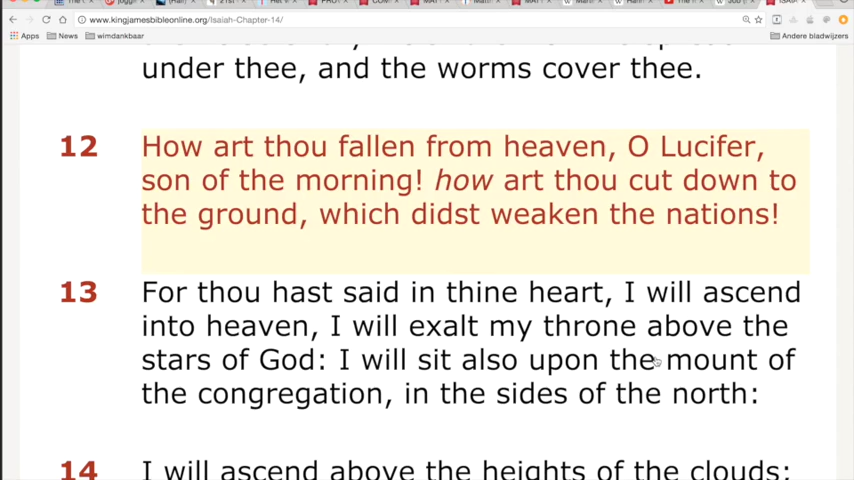 www.kingjamesbibleonline.org/Isaiah-Chapter-14/
Apps News wimdankbaar Andere bladwijzers
under thee, and the worms cover thee.
12 How art thou fallen from heaven, O Lucifer,
son of the morning! how art thou cut down to
the ground, which didst weaken the nations!
13 For thou hast said in thine heart, I will ascend
into heaven, I will exalt my throne above the
stars of God: I will sit also upon the mount of
the congregation, in the sides of the north:
14 I will ascend above the heights of the clouds;